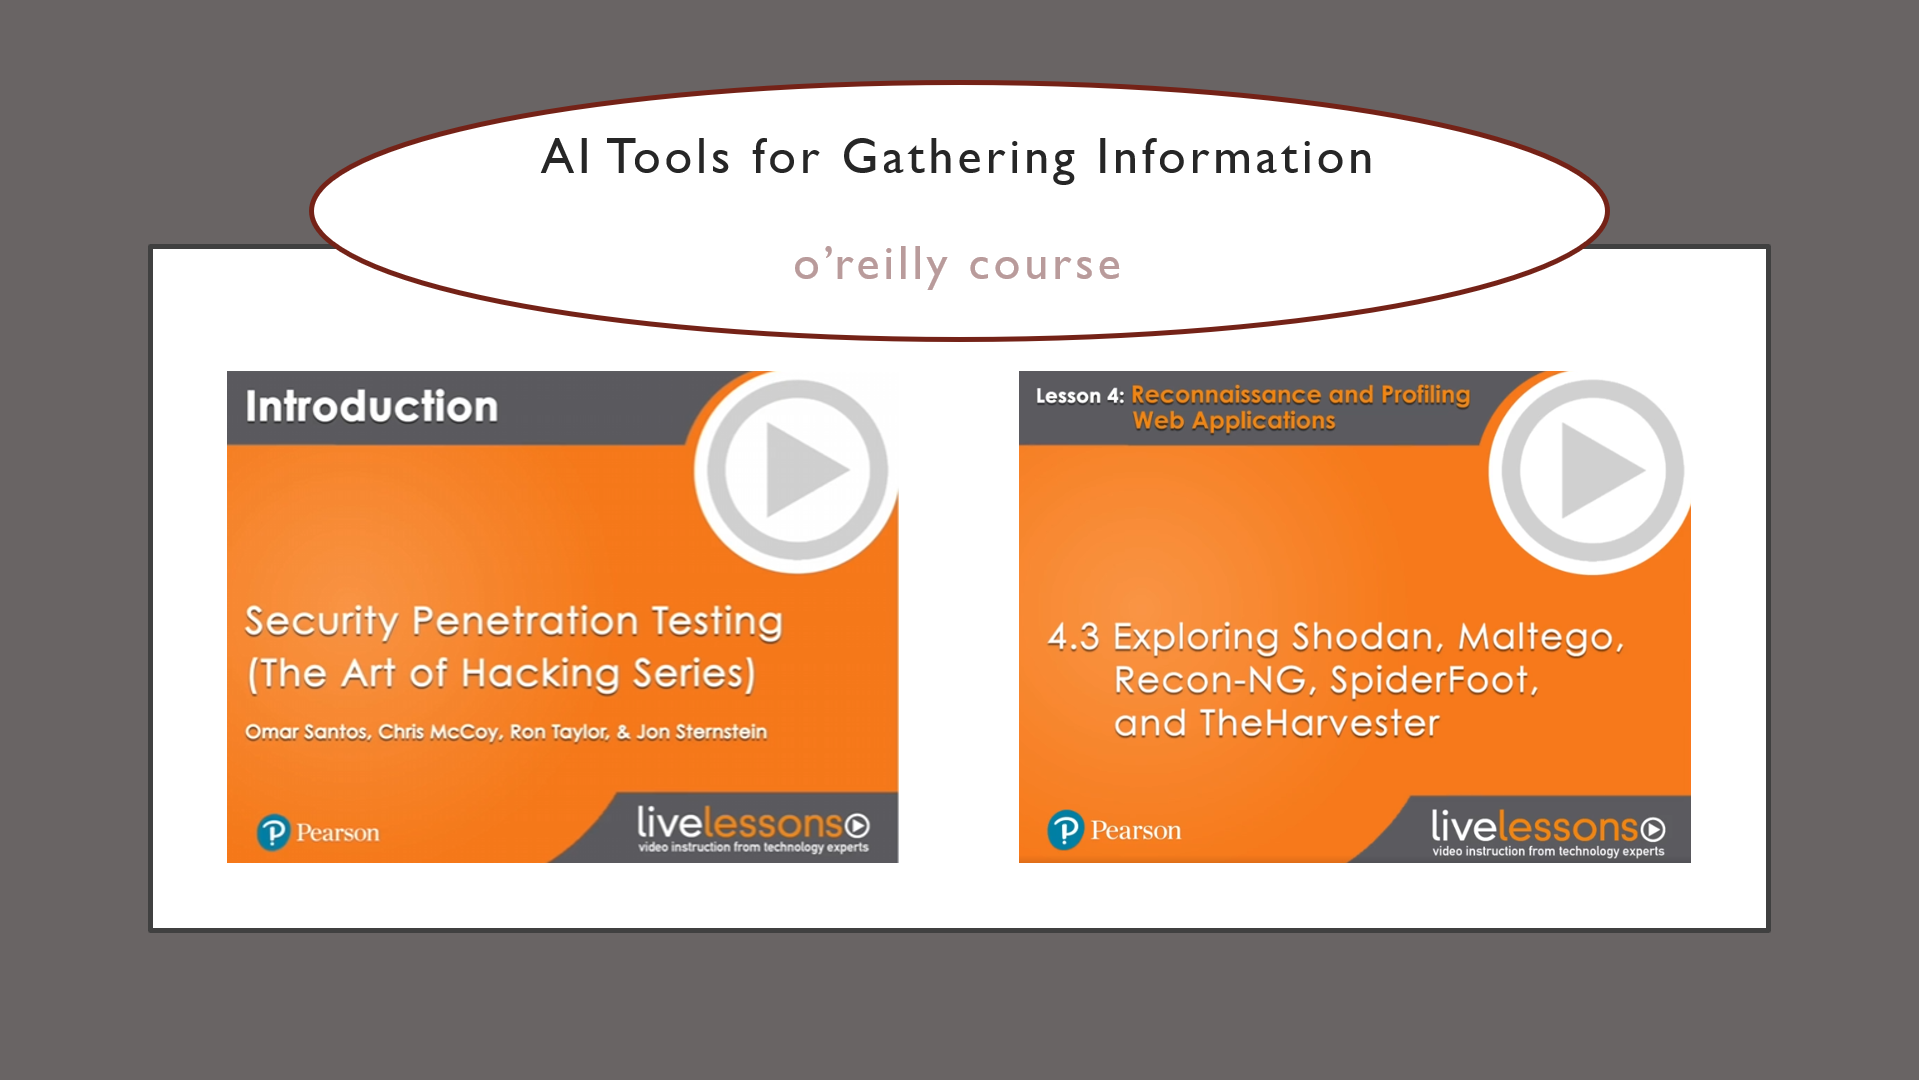 AI Tools for Gathering Information
o’reilly course
Introduction
Security Penetration Testing
(The Art of Hacking Series)
Omar Santos, Chris McCoy, Ron Taylor, & Jon Sternstein
Pearson
livelessons
video instruction from technology experts
Lesson 4: Reconnaissance and Profiling
Web Applications
4.3 Exploring Shodan, Maltego,
Recon-NG, SpiderFoot,
and TheHarvester
Pearson
livelessons
video instruction from technology experts